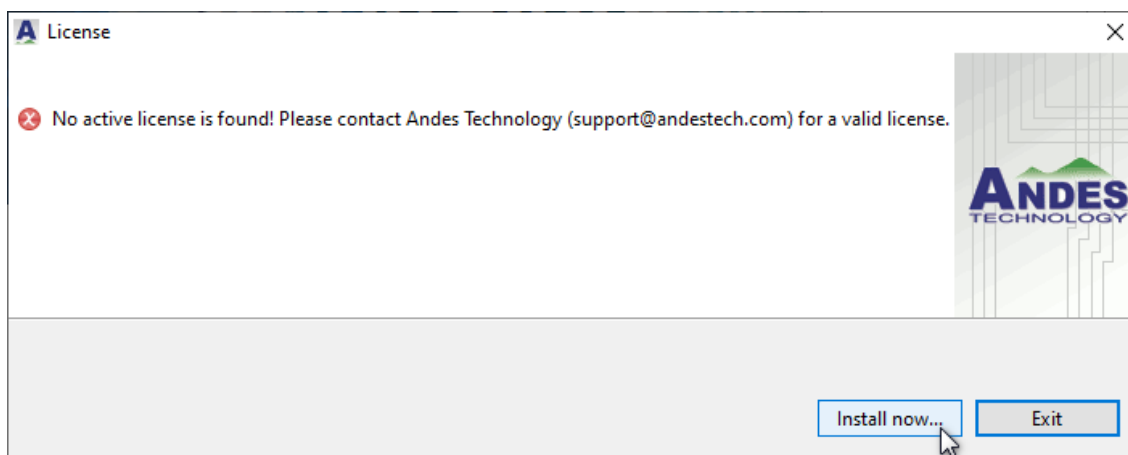 License
No active license is found! Please contact Andes Technology (support@andestech.com) for a valid license.
ANDES
TECHNOLOGY
Install now...
Exit